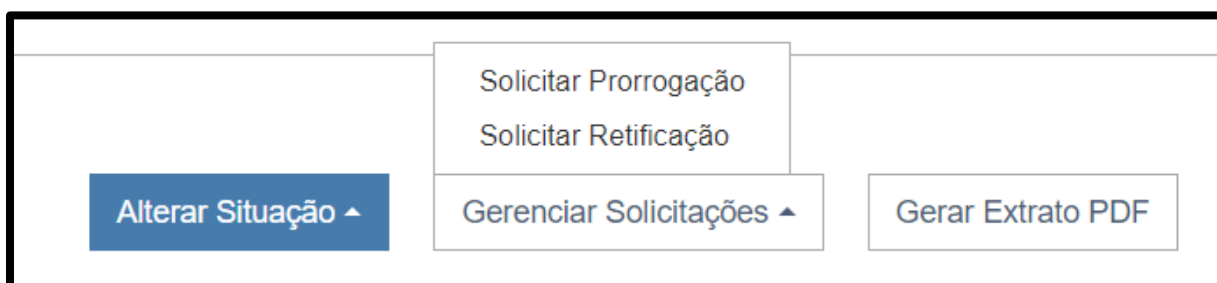 Solicitar Prorrogação
Solicitar Retificação
Alterar Situação Gerenciar Solicitações Gerar Extrato PDF